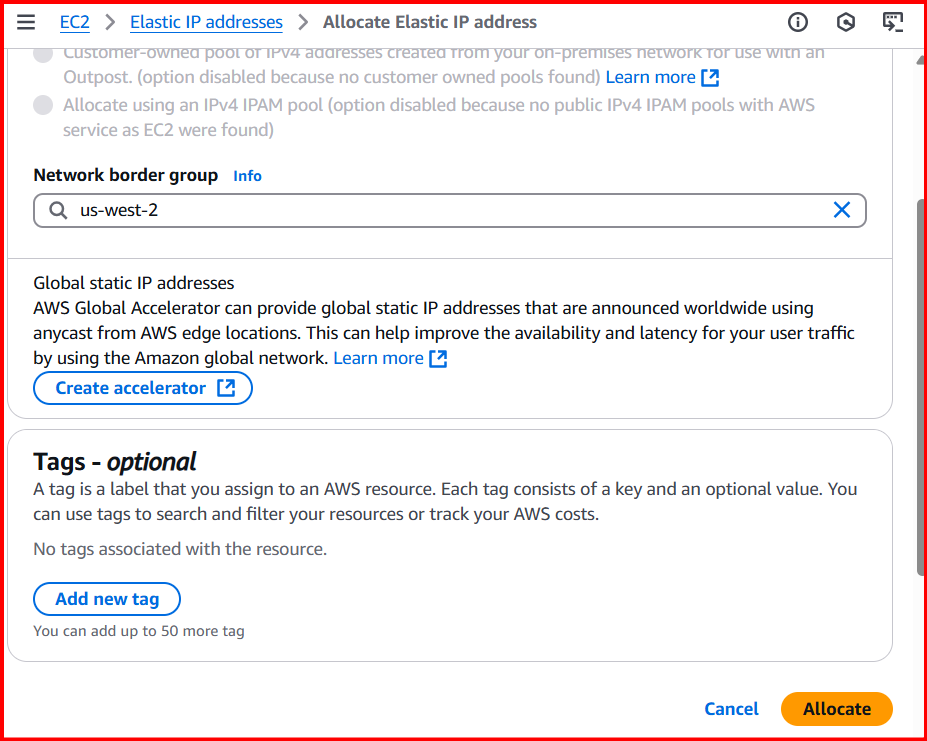 EC2 > Elastic IP addresses > Allocate Elastic IP address
Customer-owned pool of IPv4 addresses created from your on-premises network for use with an
Outpost. (option disabled because no customer owned pools found) Learn more
Allocate using an IPv4 IPAM pool (option disabled because no public IPv4 IPAM pools with AWS
service as EC2 were found)
Network border group Info
us-west-2
Global static IP addresses
AWS Global Accelerator can provide global static IP addresses that are announced worldwide using
anycast from AWS edge locations. This can help improve the availability and latency for your user traffic
by using the Amazon global network. Learn more
Create accelerator
Tags - optional
A tag is a label that you assign to an AWS resource. Each tag consists of a key and an optional value. You
can use tags to search and filter your resources or track your AWS costs.
No tags associated with the resource.
Add new tag
You can add up to 50 more tag
Cancel Allocate